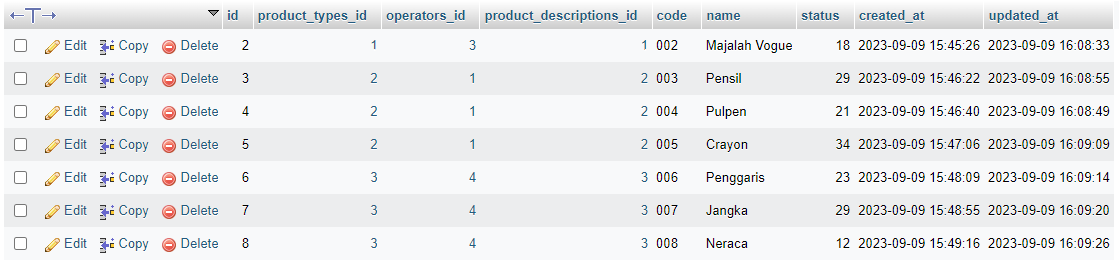 id product_types_id operators_id product_descriptions_id code name status created_at updated_at
Edit Copy Delete 2 1 3 1 002 Majalah Vogue 18 2023-09-09 15:45:26 2023-09-09 16:08:33
Edit Copy Delete 3 2 1 2 003 Pensil 29 2023-09-09 15:46:22 2023-09-09 16:08:55
Edit Copy Delete 4 2 1 2 004 Pulpen 21 2023-09-09 15:46:40 2023-09-09 16:08:49
Edit Copy Delete 5 2 1 2 005 Crayon 34 2023-09-09 15:47:06 2023-09-09 16:09:09
Edit Copy Delete 6 3 4 3 006 Penggaris 23 2023-09-09 15:48:09 2023-09-09 16:09:14
Edit Copy Delete 7 3 4 3 007 Jangka 29 2023-09-09 15:48:55 2023-09-09 16:09:20
Edit Copy Delete 8 3 4 3 008 Neraca 12 2023-09-09 15:49:16 2023-09-09 16:09:26